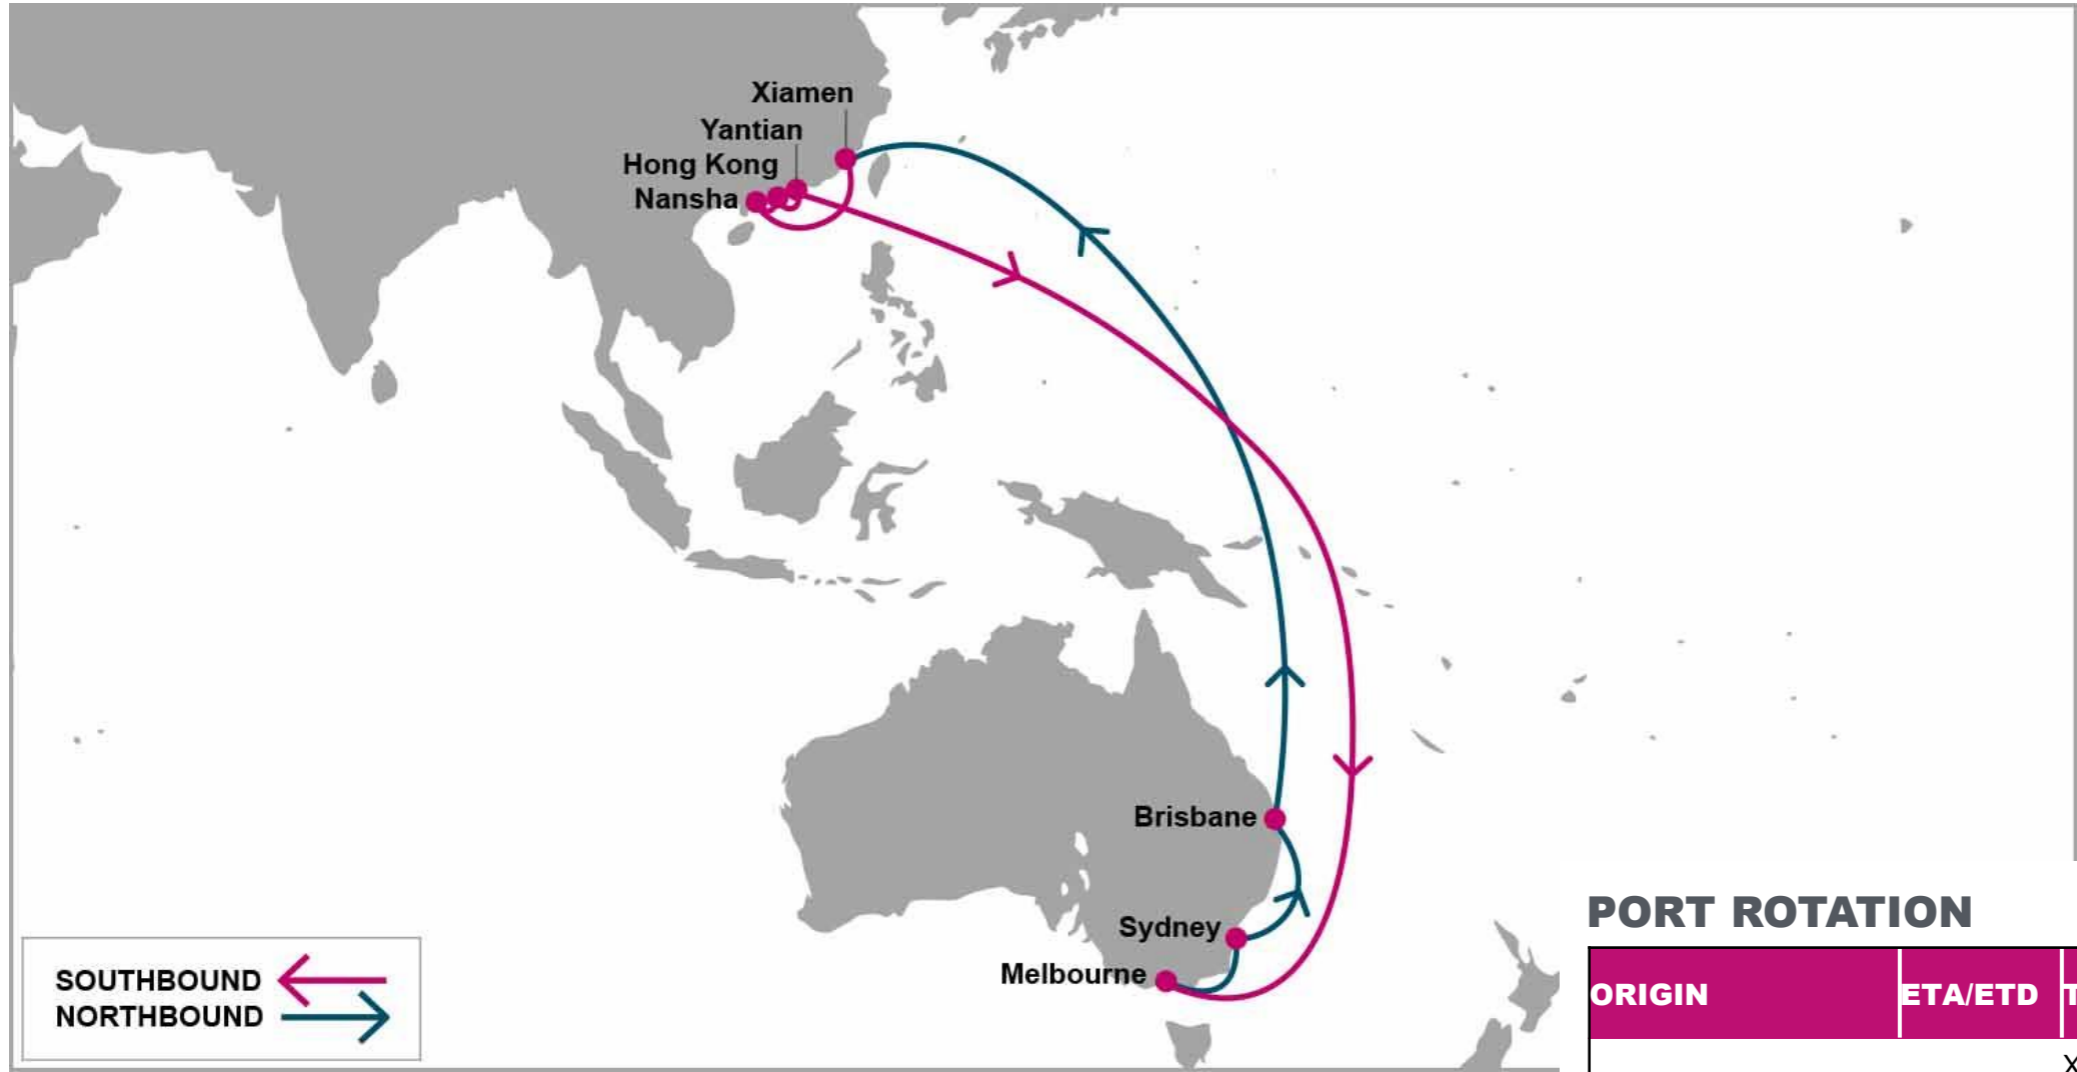 Xiamen
Yantian
Hong Kong
Nansha
Brisbane
Sydney
Melbourne
SOUTHBOUND
NORTHBOUND
PORT ROTATION
ORIGIN ETA/ETD